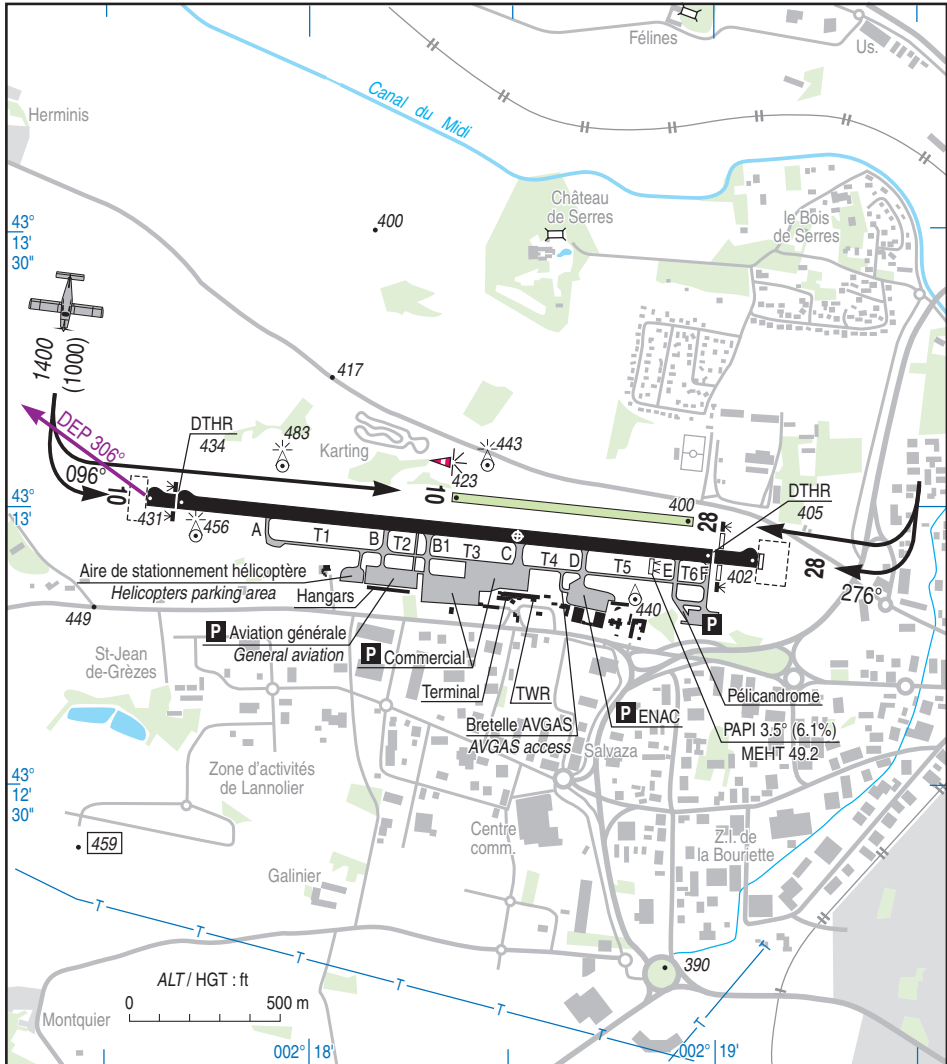 Félines
Us.
Herminis
Canal du Midi
Château
de Serres
le Bois
de Serres
400
43°
13'
30"
1400
(1000)
417
DEP 306°
DTHR
434
483
Karting
443
423
096°
10
10
400
28
DTHR
405
43°
13'
431
456
A
T1
B
T2
B1
T3
C
T4
D
T5
E
T6
F
402
28
276°
Aire de stationnement hélicoptère
Helicopters parking area
Hangars
449
440
P
P Aviation générale
General aviation
P Commercial
St-Jean
de-Grèzes
Terminal
TWR
Bretelle AVGAS
AVGAS access
P ENAC
Pélicandrome
PAPI 3.5° (6.1%)
MEHT 49.2
Salvaza
43°
12'
30"
Zone d'activités
de Lannolier
459
Centre
comm.
Z.I. de
la Bouriette
Galinier
T
T
T
T
T
T
T
390
ALT / HGT : ft
0 500 m
Montquier
002° 18'
002° 19'